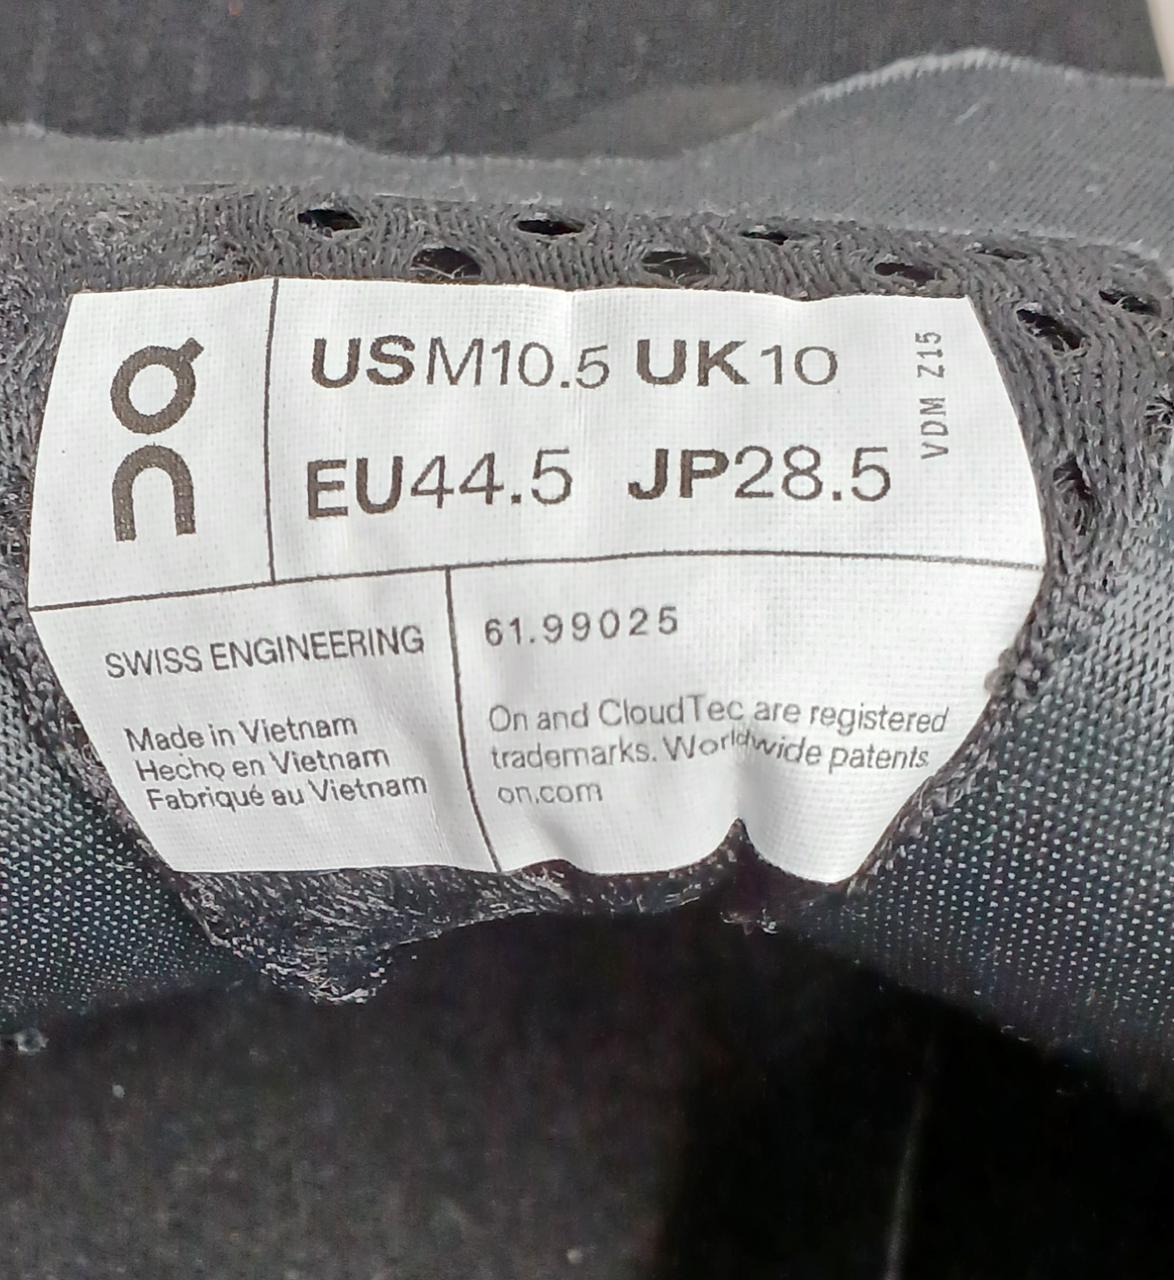 On
USM10.5 UK10
EU44.5 JP28.5
VDM Z15
SWISS ENGINEERING
Made in Vietnam
Hecho en Vietnam
Fabriqué au Vietnam
61.99025
On and CloudTec are registered
trademarks. Worldwide patents
on.com